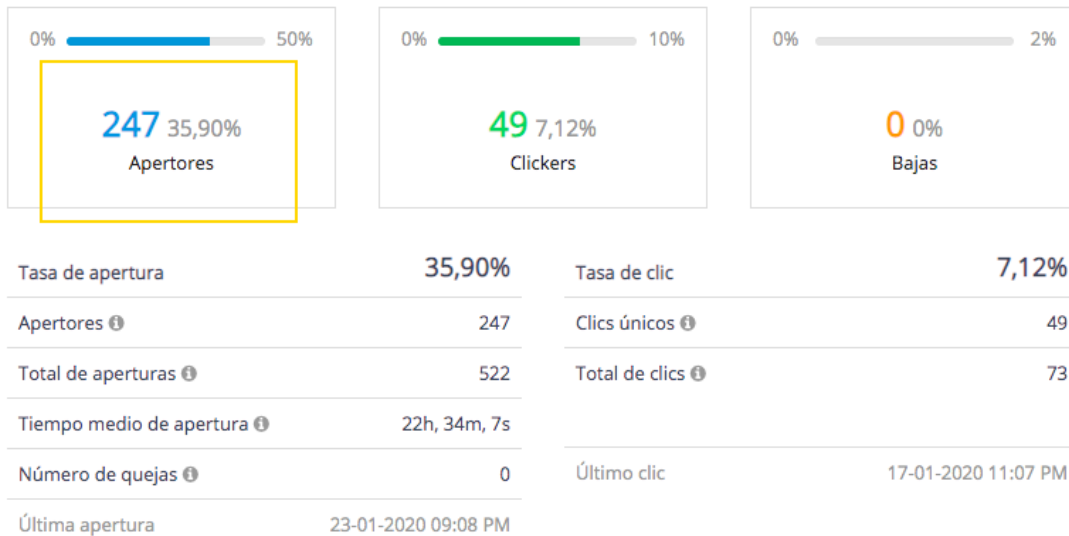 0% 50%
247 35,90%
Apertores
0% 10%
49 7,12%
Clickers
0% 2%
0 0%
Bajas
Tasa de apertura 35,90%
Apertores 247
Total de aperturas 522
Tiempo medio de apertura 22h, 34m, 7s
Número de quejas 0
Última apertura 23-01-2020 09:08 PM
Tasa de clic 7,12%
Clics únicos 49
Total de clics 73
Último clic 17-01-2020 11:07 PM